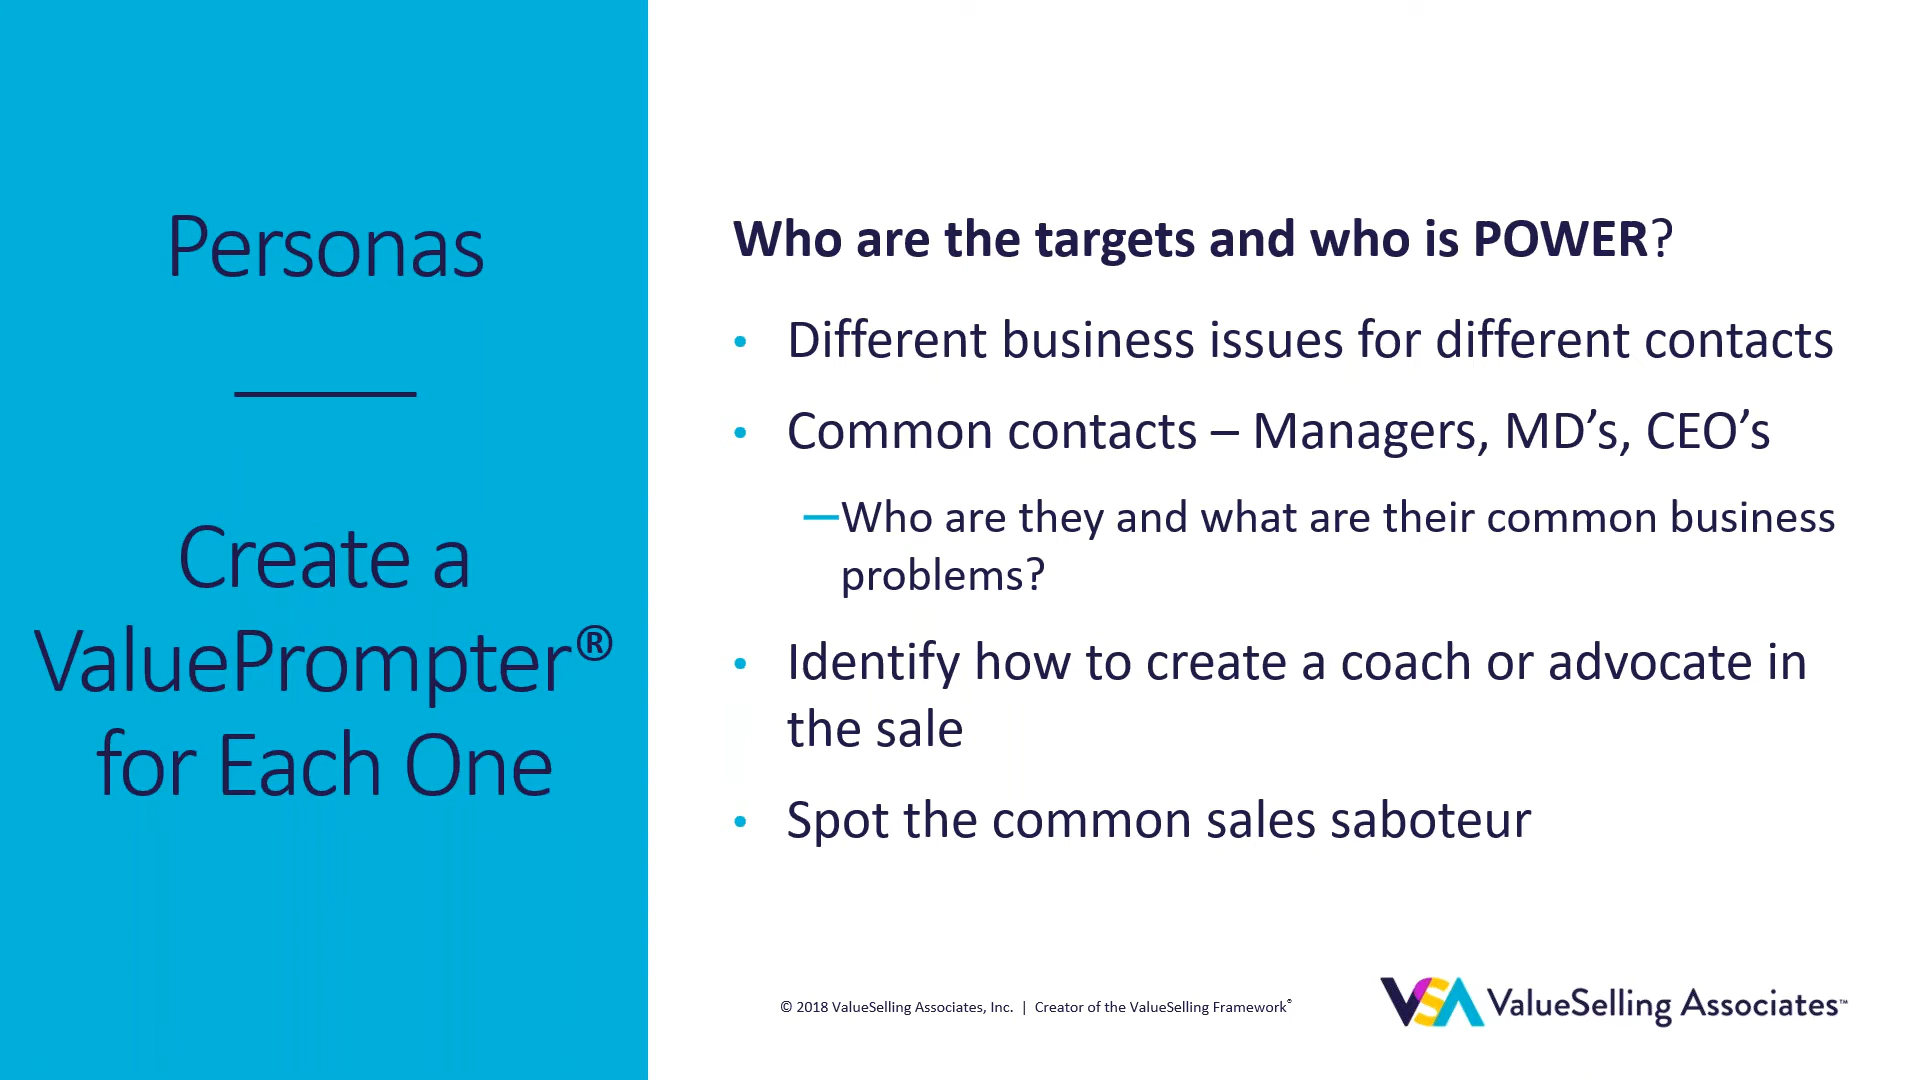 Personas
Create a
ValuePrompter®
for Each One
Who are the targets and who is POWER?
• Different business issues for different contacts
• Common contacts – Managers, MD’s, CEO’s
—Who are they and what are their common business
problems?
• Identify how to create a coach or advocate in
the sale
• Spot the common sales saboteur
© 2018 ValueSelling Associates, Inc. | Creator of the ValueSelling Framework®
VSA ValueSelling Associates™